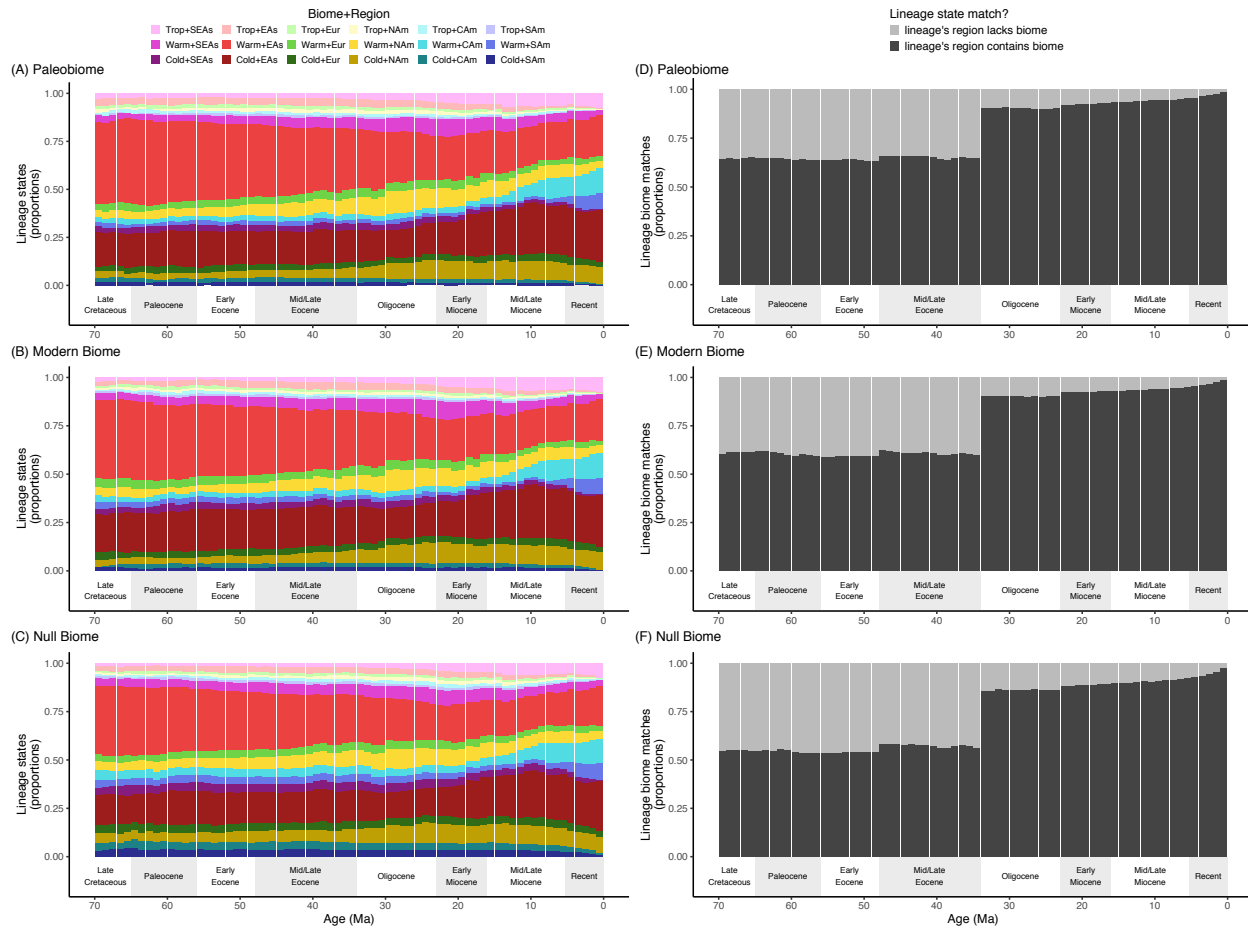 Biome+Region
Trop+SEAs Trop+EAs Trop+Eur Trop+NAm Trop+CAm Trop+SAm
Warm+SEAs Warm+EAs Warm+Eur Warm+NAm Warm+CAm Warm+SAm
Cold+SEAs Cold+EAs Cold+Eur Cold+NAm Cold+CAm Cold+SAm
Lineage state match?
lineage's region lacks biome
lineage's region contains biome
(A) Paleobiome
Lineage states
(proportions)
1.00
0.75
0.50
0.25
0.00
Late
Cretaceous
Paleocene
Early
Eocene
Mid/Late
Eocene
Oligocene
Early
Miocene
Mid/Late
Miocene
Recent
70 60 50 40 30 20 10 0
(D) Paleobiome
Lineage biome matches
(proportions)
1.00
0.75
0.50
0.25
0.00
Late
Cretaceous
Paleocene
Early
Eocene
Mid/Late
Eocene
Oligocene
Early
Miocene
Mid/Late
Miocene
Recent
70 60 50 40 30 20 10 0
(B) Modern Biome
Lineage states
(proportions)
1.00
0.75
0.50
0.25
0.00
Late
Cretaceous
Paleocene
Early
Eocene
Mid/Late
Eocene
Oligocene
Early
Miocene
Mid/Late
Miocene
Recent
70 60 50 40 30 20 10 0
(E) Modern Biome
Lineage biome matches
(proportions)
1.00
0.75
0.50
0.25
0.00
Late
Cretaceous
Paleocene
Early
Eocene
Mid/Late
Eocene
Oligocene
Early
Miocene
Mid/Late
Miocene
Recent
70 60 50 40 30 20 10 0
(C) Null Biome
Lineage states
(proportions)
1.00
0.75
0.50
0.25
0.00
Late
Cretaceous
Paleocene
Early
Eocene
Mid/Late
Eocene
Oligocene
Early
Miocene
Mid/Late
Miocene
Recent
70 60 50 40 30 20 10 0
Age (Ma)
(F) Null Biome
Lineage biome matches
(proportions)
1.00
0.75
0.50
0.25
0.00
Late
Cretaceous
Paleocene
Early
Eocene
Mid/Late
Eocene
Oligocene
Early
Miocene
Mid/Late
Miocene
Recent
70 60 50 40 30 20 10 0
Age (Ma)